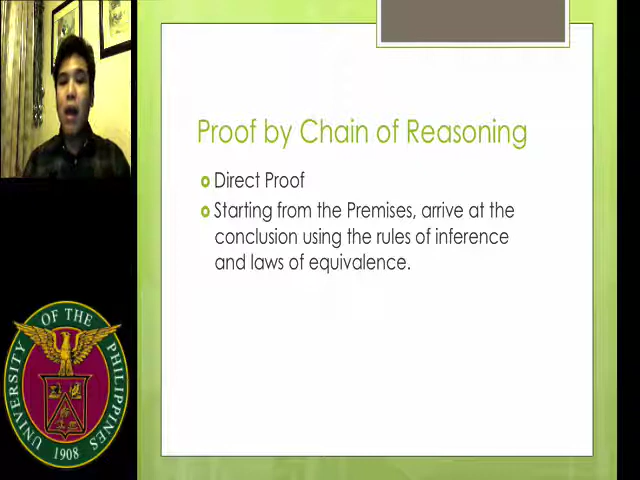 Proof by Chain of Reasoning
Direct Proof
Starting from the Premises, arrive at the
conclusion using the rules of inference
and laws of equivalence.
UNIVERSITY OF THE PHILIPPINES
1908